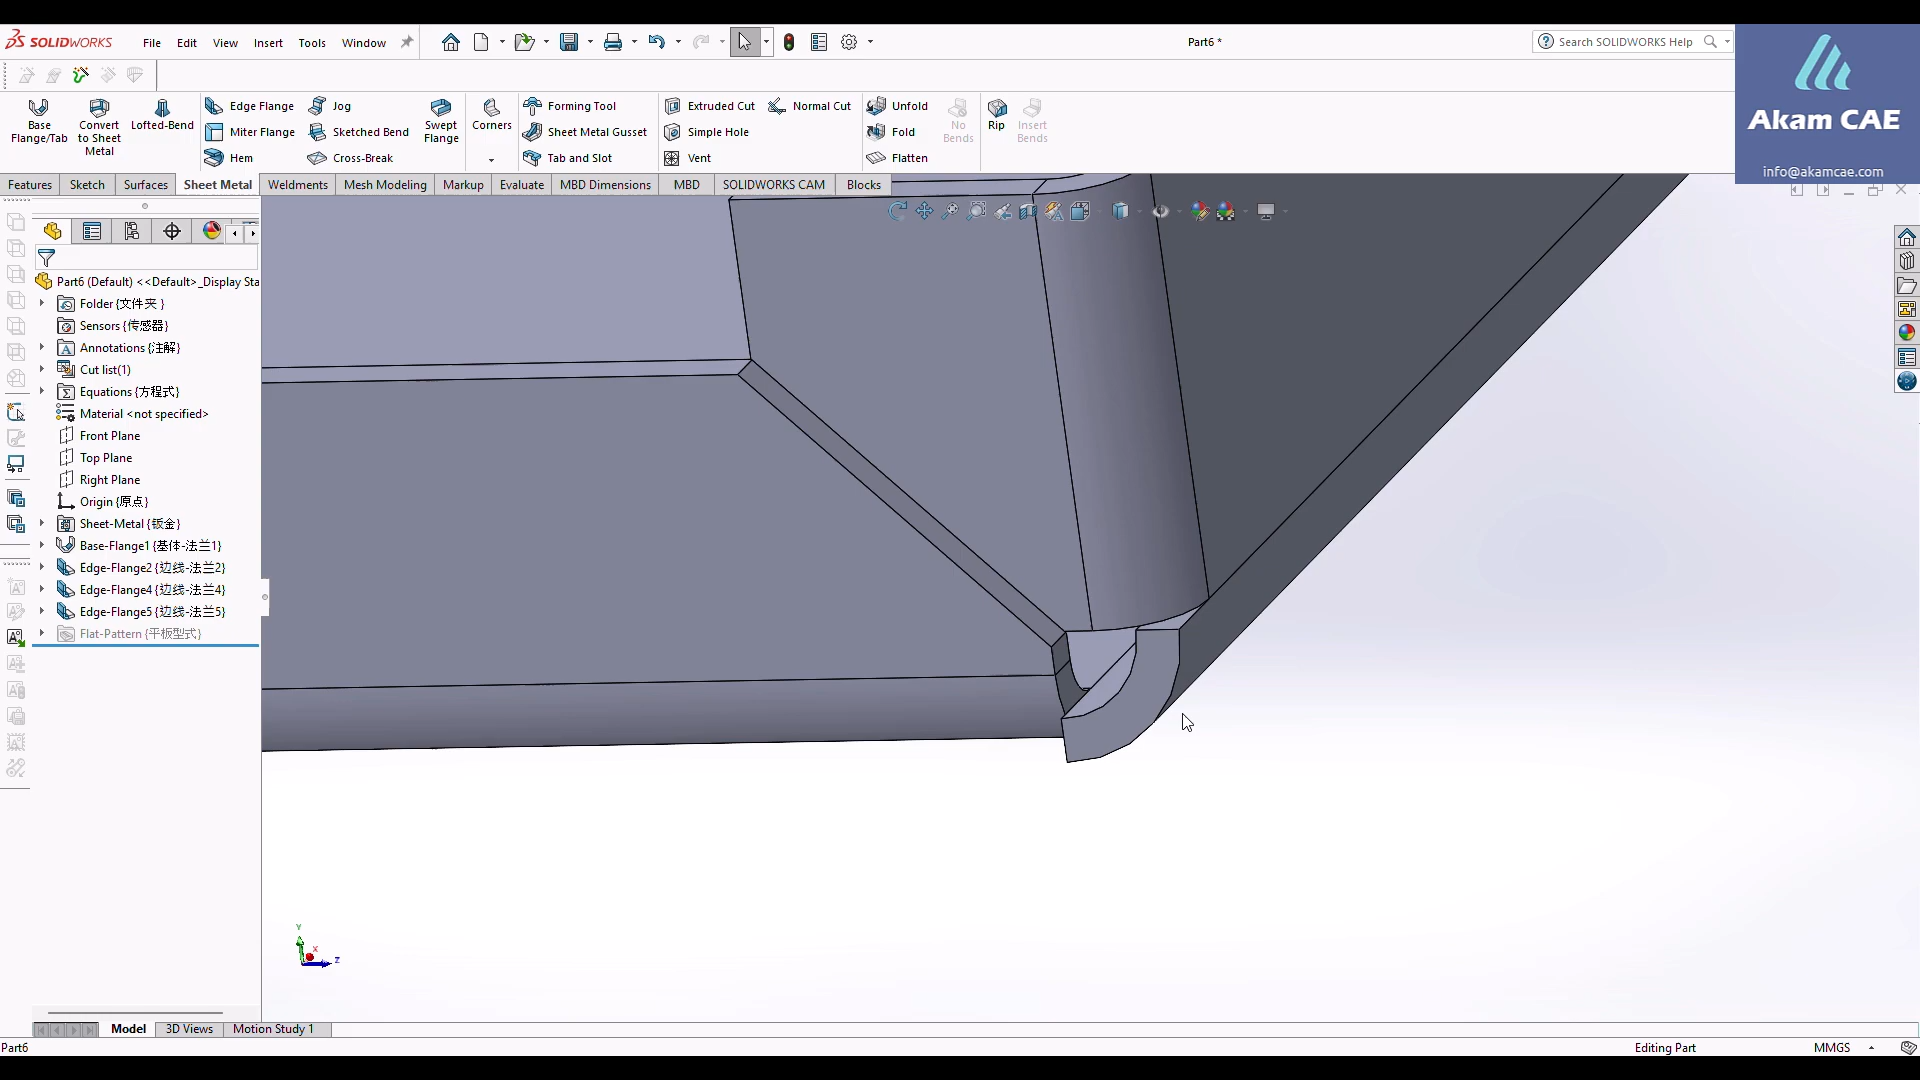 SOLIDWORKS
File
Edit
View
Insert
Tools
Window
Part6 *
Search SOLIDWORKS Help
Akam CAE
info@akamcae.com
Base
Flange/Tab
Convert
to Sheet
Metal
Lofted-Bend
Edge Flange
Miter Flange
Hem
Jog
Sketched Bend
Cross-Break
Swept
Flange
Corners
Forming Tool
Sheet Metal Gusset
Tab and Slot
Extruded Cut
Simple Hole
Vent
Normal Cut
Unfold
Fold
Flatten
No
Bends
Rip
Insert
Bends
Features
Sketch
Surfaces
Sheet Metal
Weldments
Mesh Modeling
Markup
Evaluate
MBD Dimensions
MBD
SOLIDWORKS CAM
Blocks
Part6 (Default) <<Default>_Display Sta
Folder {文件夹 }
Sensors {传感器}
Annotations {注解}
Cut list(1)
Equations {方程式}
Material <not specified>
Front Plane
Top Plane
Right Plane
Origin {原点}
Sheet-Metal {钣金}
Base-Flange1 {基体-法兰1}
Edge-Flange2 {边线-法兰2}
Edge-Flange4 {边线-法兰4}
Edge-Flange5 {边线-法兰5}
Flat-Pattern {平板型式}
Y
X
Z
Model
3D Views
Motion Study 1
Part6
Editing Part
MMGS